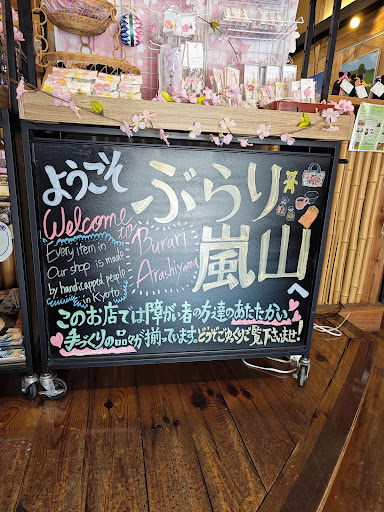 ようこそ
ぶらり
嵐山
へ
Welcome to
Burari
Arashiyama
Every item in
Our shop is made
by handicapped people
in Kyoto
このお店では障がい者の方達のあたたかい
手づくりの品々が揃っています。どうぞごゆっくりご覧下さいませ!